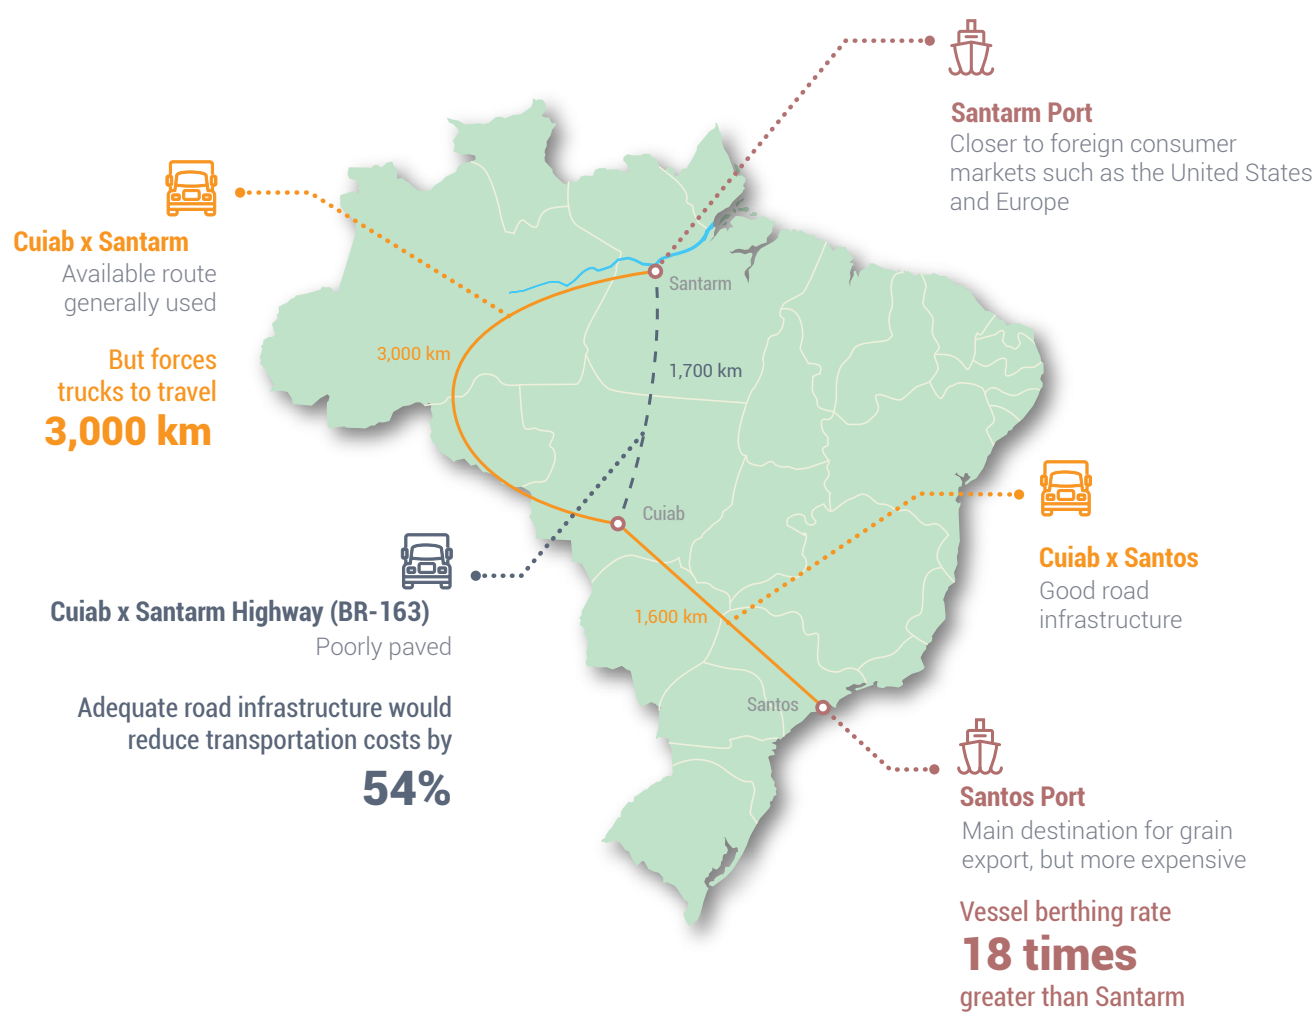 Santarm Port
Closer to foreign consumer
markets such as the United States
and Europe
Cuiab x Santarm
Available route
generally used
But forces
trucks to travel
3,000 km
Santarm
3,000 km
1,700 km
Cuiab
1,600 km
Santos
Cuiab x Santos
Good road
infrastructure
Cuiab x Santarm Highway (BR-163)
Poorly paved
Adequate road infrastructure would
reduce transportation costs by
54%
Santos Port
Main destination for grain
export, but more expensive
Vessel berthing rate
18 times
greater than Santarm